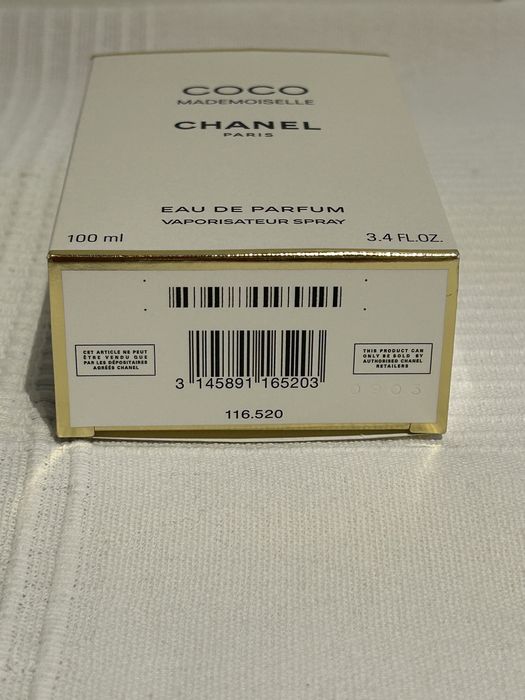 COCO
MADEMOISELLE
CHANEL
PARIS
EAU DE PARFUM
VAPORISATEUR SPRAY
100 ml
3.4 FL.OZ.
CET ARTICLE NE PEUT
ÊTRE VENDU QUE
PAR LES DÉPOSITAIRES
AGRÉÉS CHANEL
THIS PRODUCT CAN
ONLY BE SOLD BY
AUTHORISED CHANEL
RETAILERS
3 145891 165203
116.520